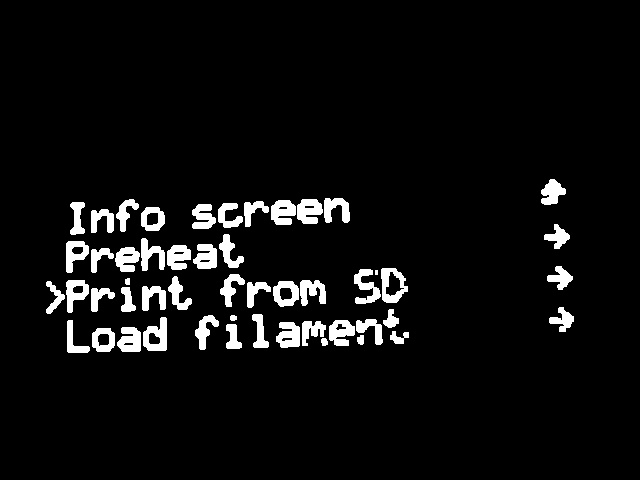 Info screen ↑
Preheat →
>Print from SD →
Load filament →